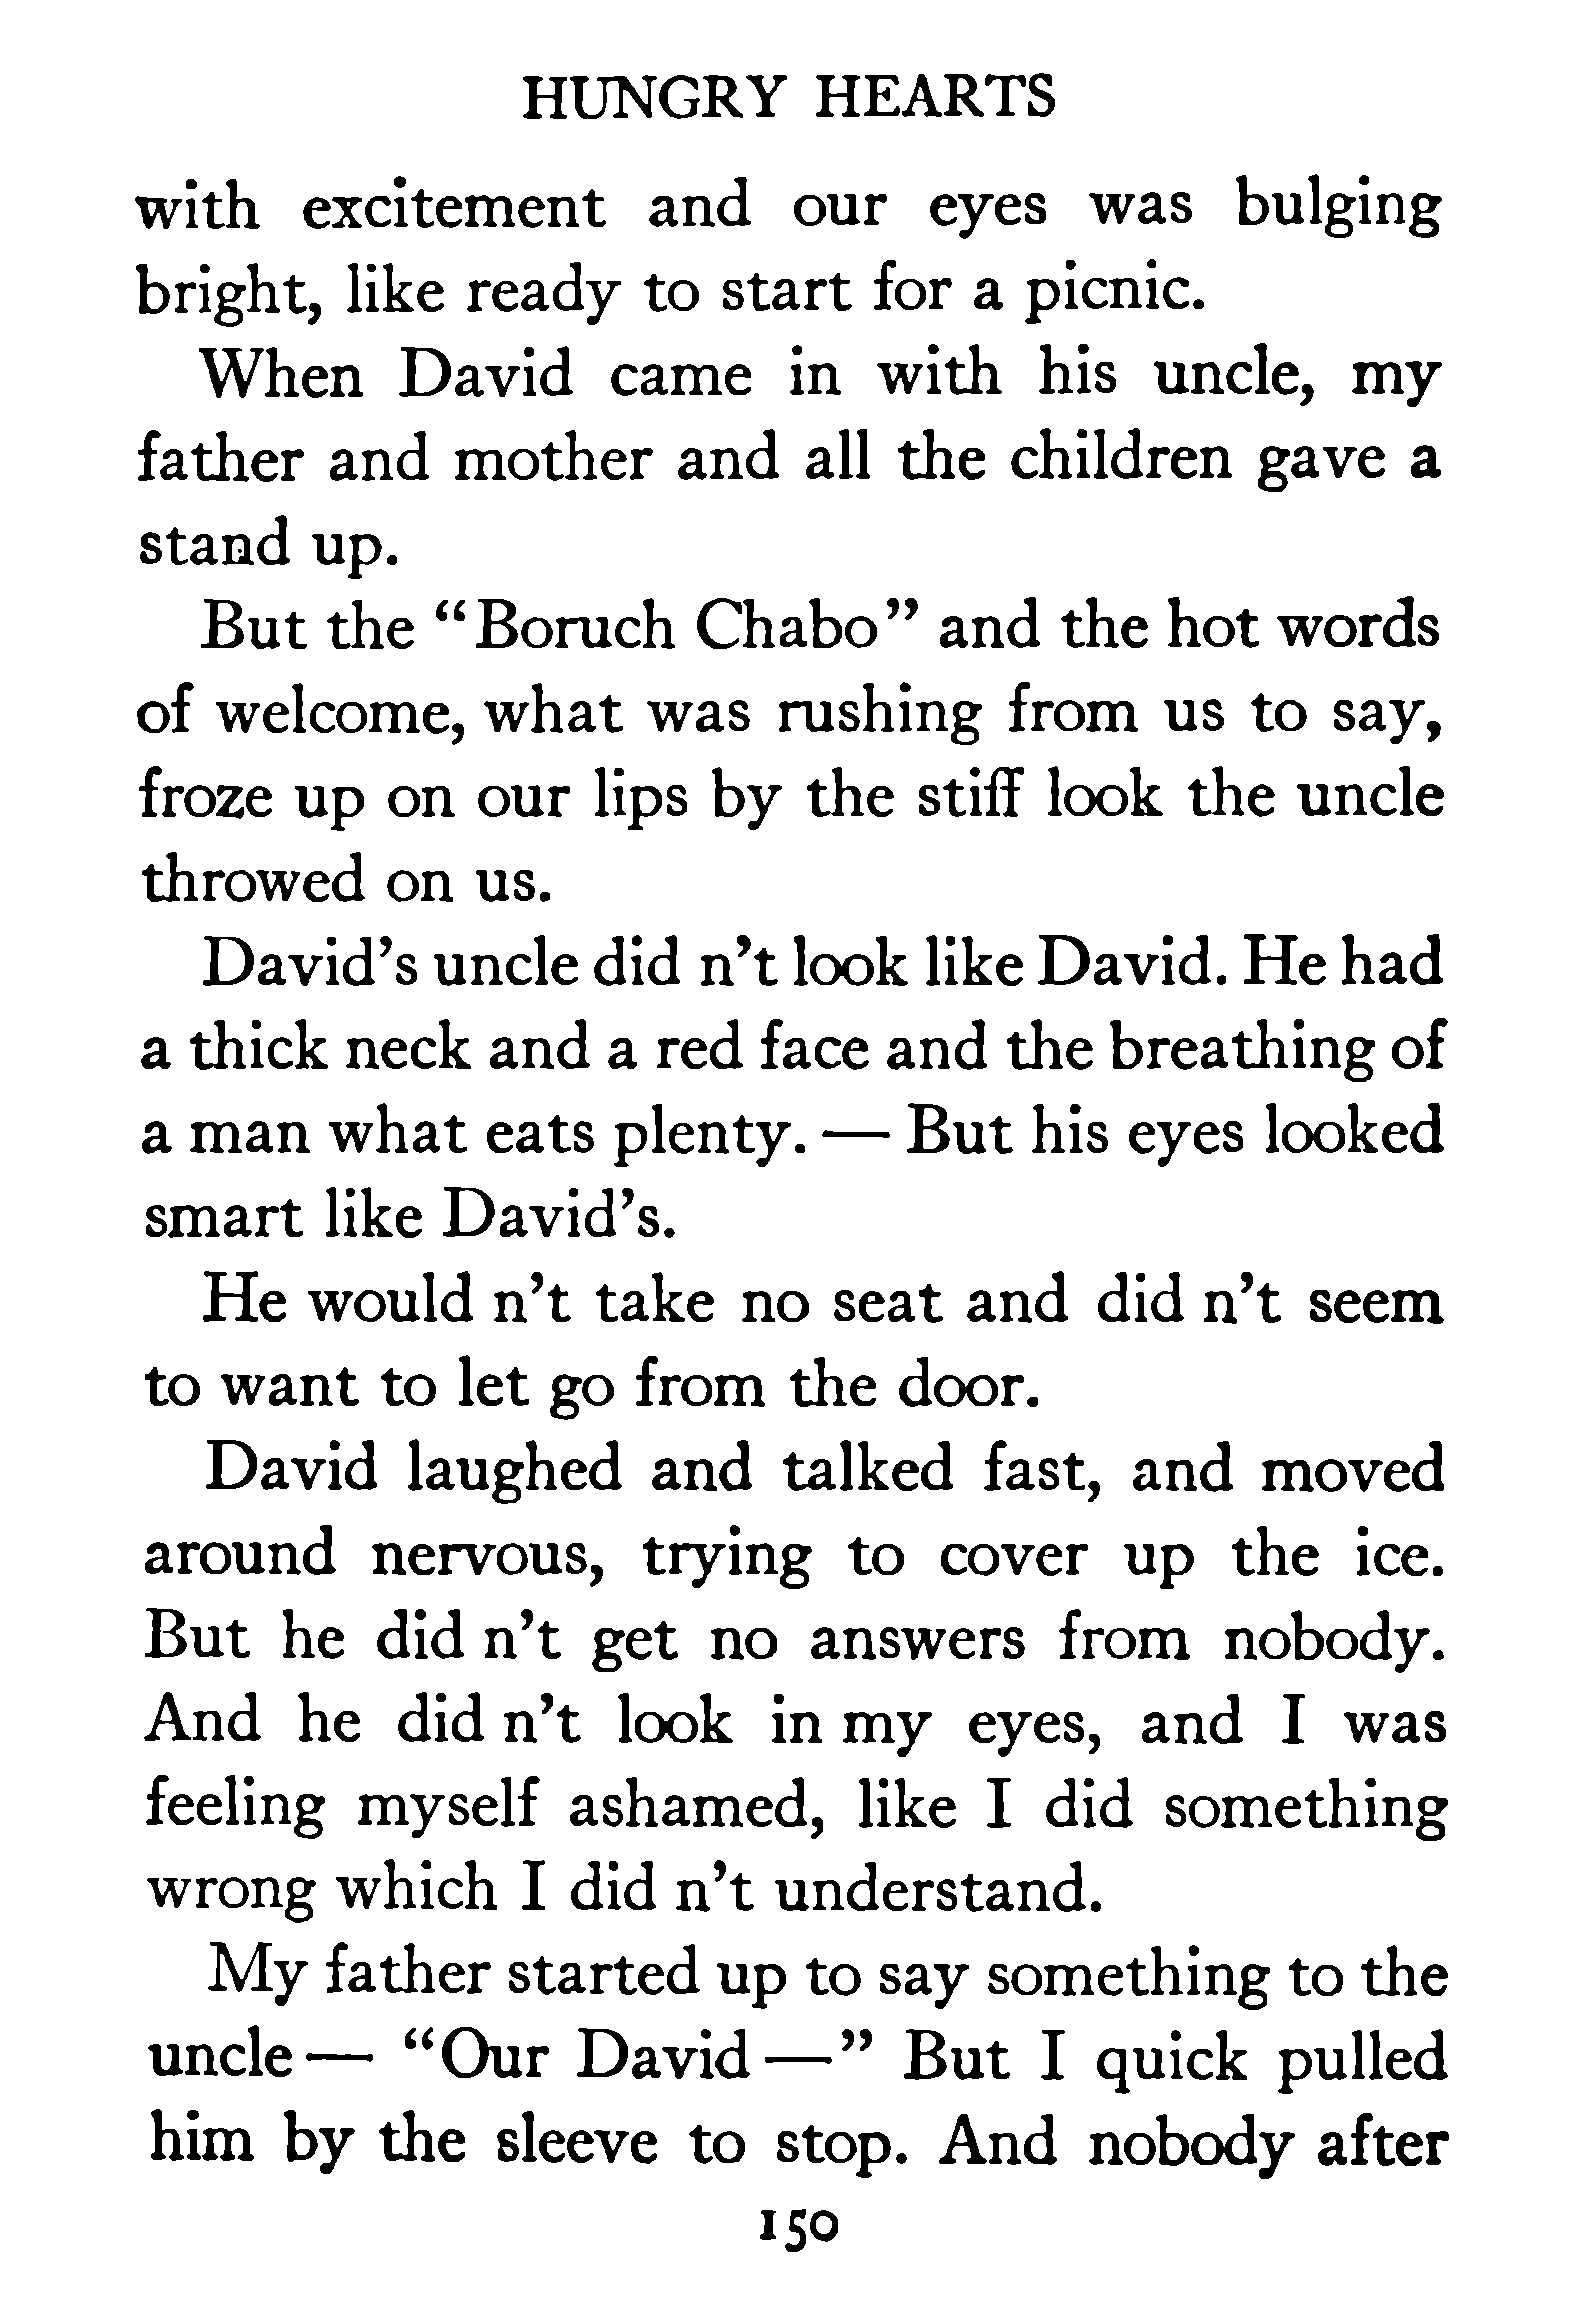 HUNGRY HEARTS
with excitement and our eyes was bulging
bright, like ready to start for a picnic.
When David came in with his uncle, my
father and mother and all the children gave a
stand up.
But the “Boruch Chabo” and the hot words
of welcome, what was rushing from us to say,
froze up on our lips by the stiff look the uncle
throwed on us.
David’s uncle did n’t look like David. He had
a thick neck and a red face and the breathing of
a man what eats plenty. — But his eyes looked
smart like David’s.
He would n’t take no seat and did n’t seem
to want to let go from the door.
David laughed and talked fast, and moved
around nervous, trying to cover up the ice.
But he did n’t get no answers from nobody.
And he did n’t look in my eyes, and I was
feeling myself ashamed, like I did something
wrong which I did n’t understand.
My father started up to say something to the
uncle — “Our David —” But I quick pulled
him by the sleeve to stop. And nobody after
150